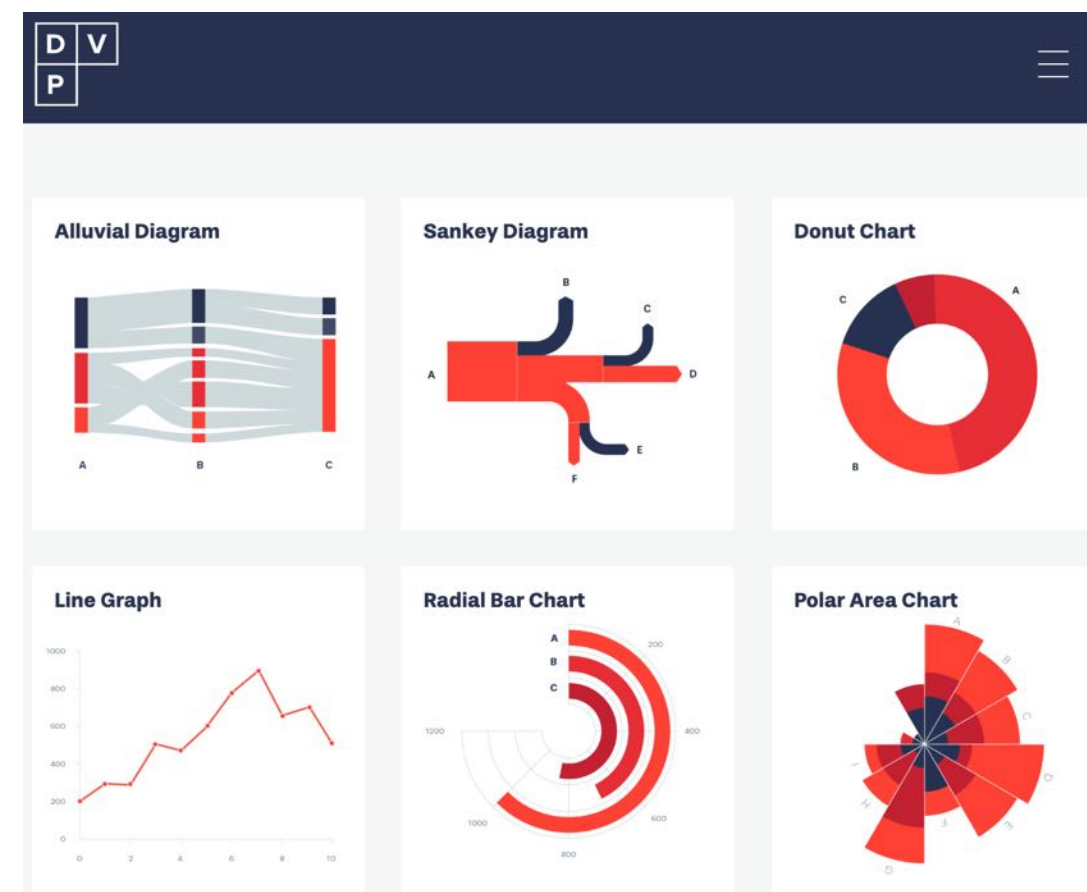 D V
P
Alluvial Diagram
A B C
Sankey Diagram
B
C
A
D
E
F
Donut Chart
A
C
B
Line Graph
1000
800
600
400
200
0
0 2 4 6 8 10
Radial Bar Chart
A
B
C
200
400
600
800
1000
1200
Polar Area Chart
A
B
C
D
E
F
G
H
I